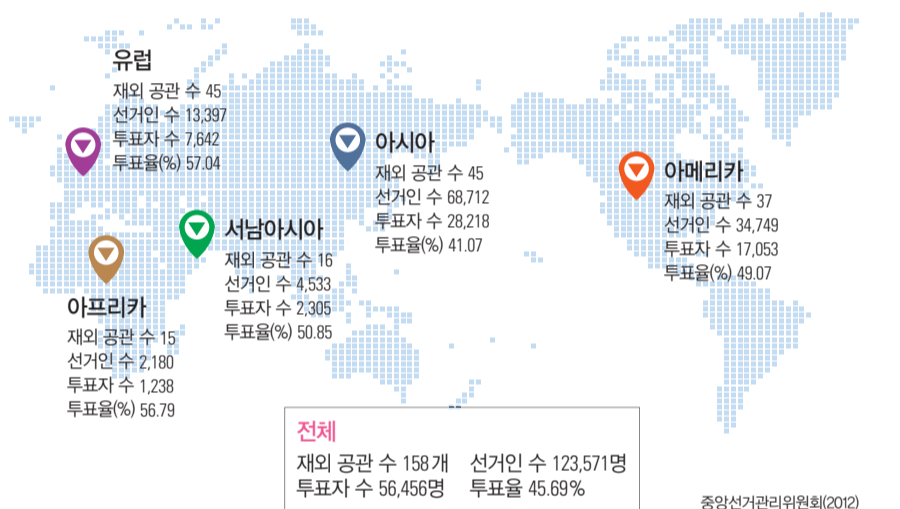 유럽
재외 공관 수 45
선거인 수 13,397
투표자 수 7,642
투표율(%) 57.04
아시아
재외 공관 수 45
선거인 수 68,712
투표자 수 28,218
투표율(%) 41.07
아메리카
재외 공관 수 37
선거인 수 34,749
투표자 수 17,053
투표율(%) 49.07
서남아시아
재외 공관 수 16
선거인 수 4,533
투표자 수 2,305
투표율(%) 50.85
아프리카
재외 공관 수 15
선거인 수 2,180
투표자 수 1,238
투표율(%) 56.79
전체
재외 공관 수 158개 선거인 수 123,571명
투표자 수 56,456명 투표율 45.69%
중앙선거관리위원회(2012)